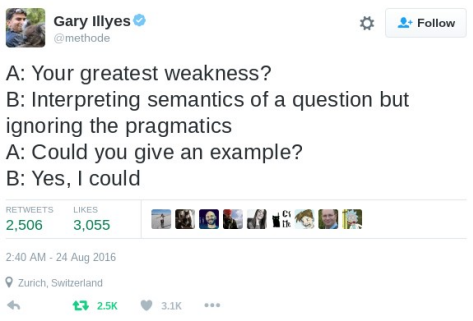 Gary Illyes
@methode
Follow
A: Your greatest weakness?
B: Interpreting semantics of a question but
ignoring the pragmatics
A: Could you give an example?
B: Yes, I could
RETWEETS LIKES
2,506 3,055
2:40 AM - 24 Aug 2016
Zurich, Switzerland
2.5K 3.1K